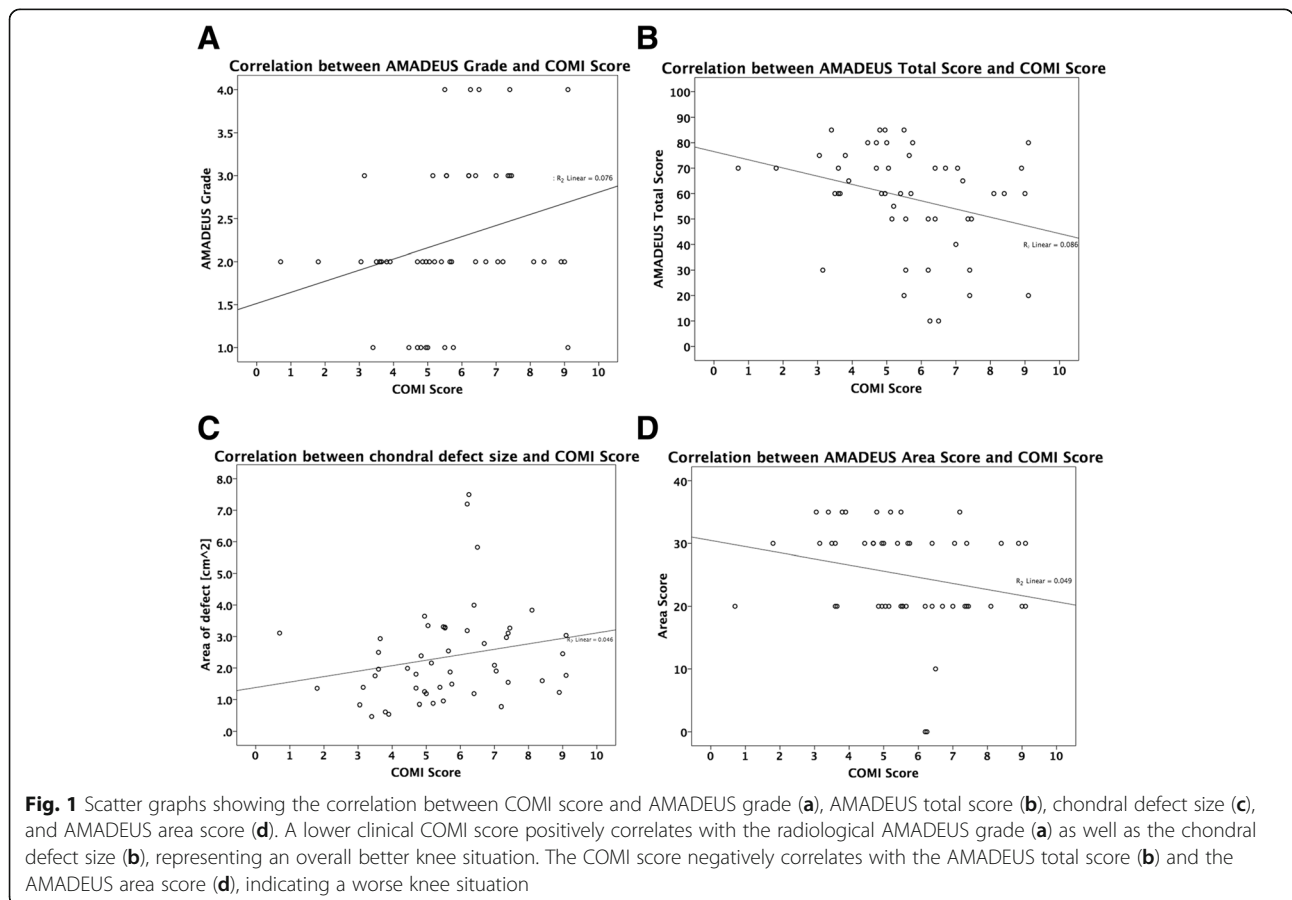 A
Correlation between AMADEUS Grade and COMI Score
AMADEUS Grade
4.0
3.5
3.0
2.5
2.0
1.5
1.0
: R2 Linear = 0.076
0 1 2 3 4 5 6 7 8 9 10
COMI Score
B
Correlation between AMADEUS Total Score and COMI Score
AMADEUS Total Score
100
90
80
70
60
50
40
30
20
10
0
Linear = 0.086
0 1 2 3 4 5 6 7 8 9 10
COMI Score
C
Correlation between chondral defect size and COMI Score
Area of defect [cm^2]
8.0
7.0
6.0
5.0
4.0
3.0
2.0
1.0
.0
Linear = 0.046
0 1 2 3 4 5 6 7 8 9 10
COMI Score
D
Correlation between AMADEUS Area Score and COMI Score
Area Score
40
30
20
10
0
R2 Linear = 0.049
0 1 2 3 4 5 6 7 8 9 10
COMI Score
Fig. 1 Scatter graphs showing the correlation between COMI score and AMADEUS grade (a), AMADEUS total score (b), chondral defect size (c),
and AMADEUS area score (d). A lower clinical COMI score positively correlates with the radiological AMADEUS grade (a) as well as the chondral
defect size (b), representing an overall better knee situation. The COMI score negatively correlates with the AMADEUS total score (b) and the
AMADEUS area score (d), indicating a worse knee situation